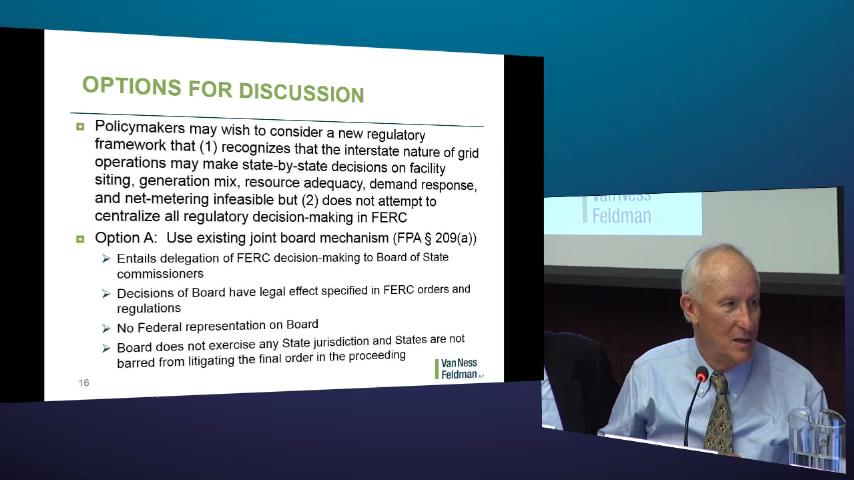 OPTIONS FOR DISCUSSION
Policymakers may wish to consider a new regulatory
framework that (1) recognizes that the interstate nature of grid
operations may make state-by-state decisions on facility
siting, generation mix, resource adequacy, demand response,
and net-metering infeasible but (2) does not attempt to
centralize all regulatory decision-making in FERC
Option A: Use existing joint board mechanism (FPA § 209(a))
Entails delegation of FERC decision-making to Board of State
commissioners
Decisions of Board have legal effect specified in FERC orders and
regulations
No Federal representation on Board
Board does not exercise any State jurisdiction and States are not
barred from litigating the final order in the proceeding
16
Van Ness
Feldman LLP
Van Ness
Feldman